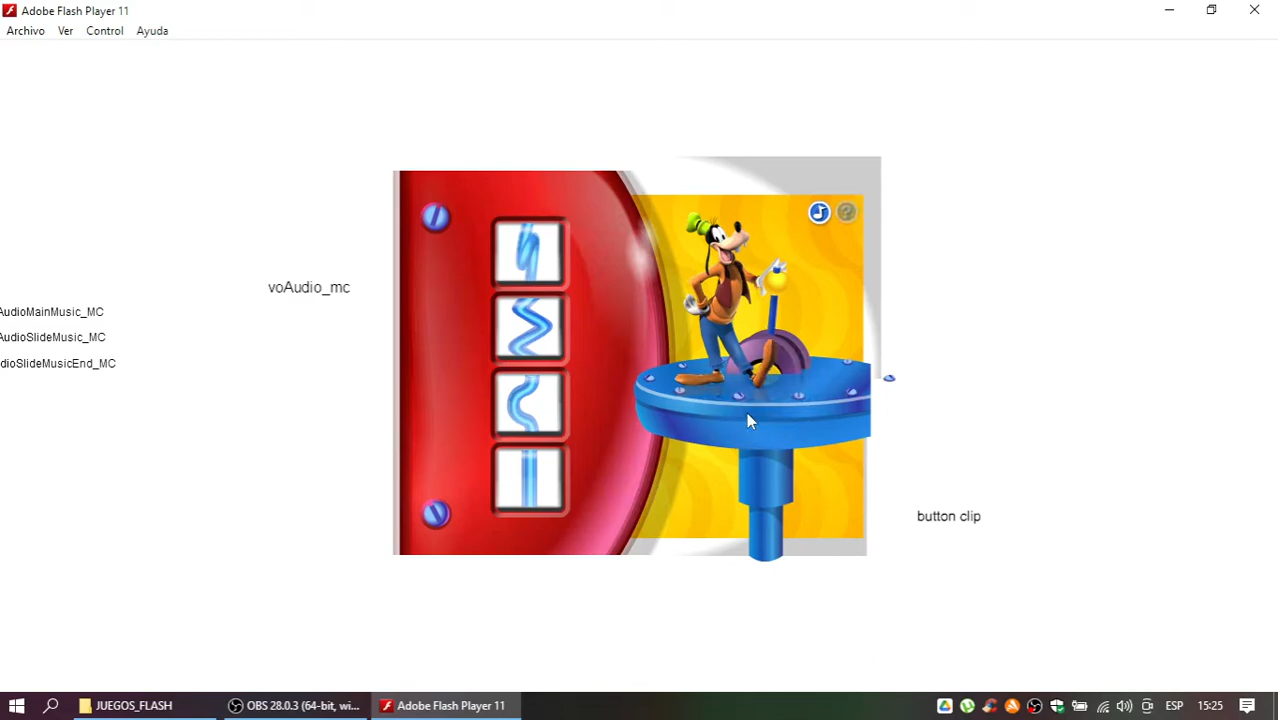 Adobe Flash Player 11
Archivo Ver Control Ayuda
voAudio_mc
AudioMainMusic_MC
AudioSlideMusic_MC
dioSlideMusicEnd_MC
button clip
JUEGOS_FLASH
OBS 28.0.3 (64-bit, wi...
Adobe Flash Player 11
ESP
15:25